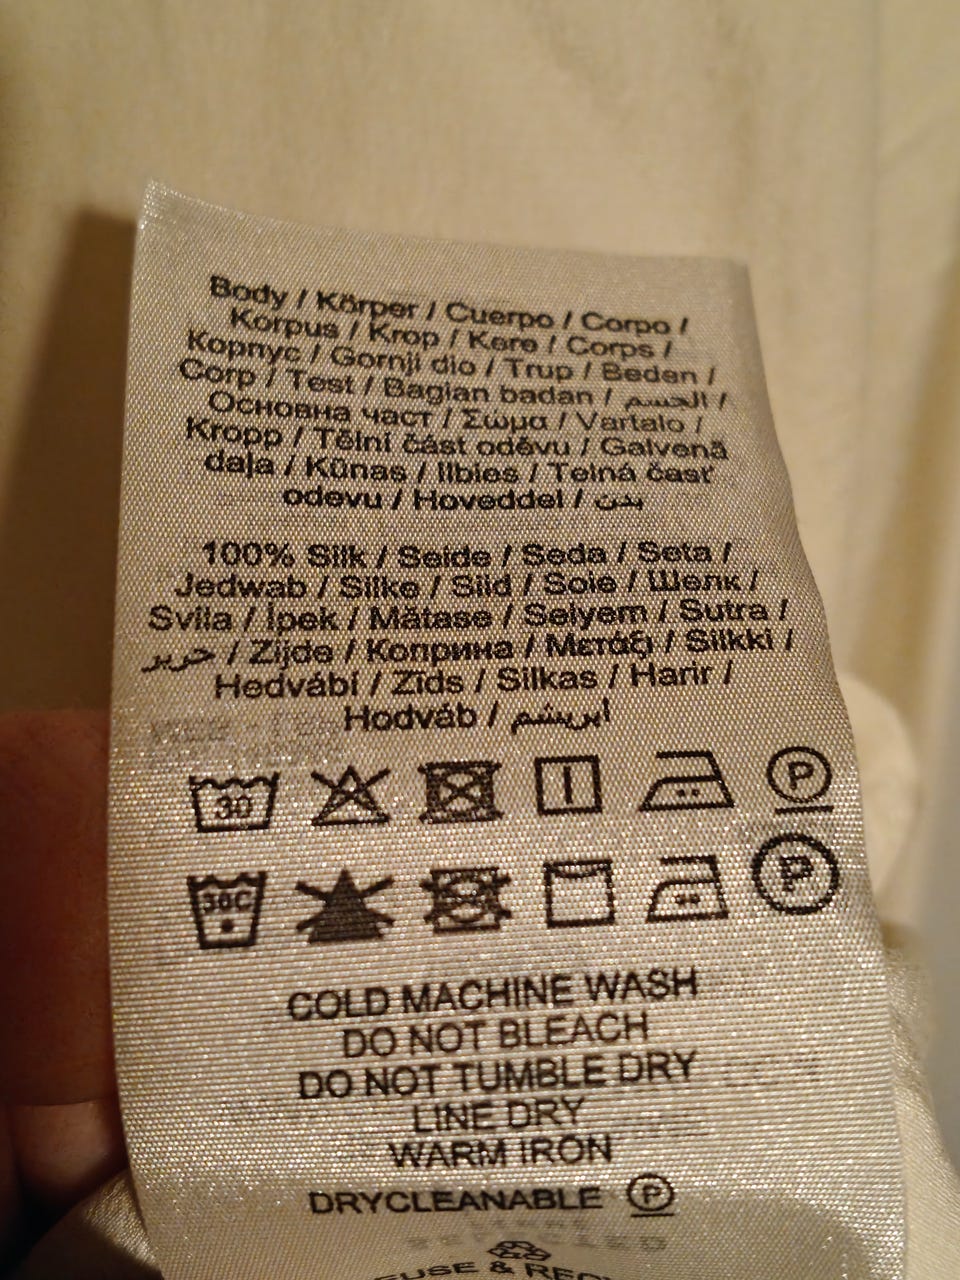 Body / Körper / Cuerpo / Corpo /
Korpus / Krop / Kere / Corps /
Корпус / Gornji dio / Trup / Beden /
Corp / Test / Bagian badan / الجسم /
Основна част / Σώμα / Vartalo /
Kropp / Tělní část oděvu / Galvenā
daļa / Kūnas / Ilbies / Telná časť
odevu / Hoveddel / بدن
100% Silk / Seide / Seda / Seta /
Jedwab / Silke / Siid / Soie / Шелк /
Svila / İpek / Mătase / Selyem / Sutra /
حرير / Zijde / Коприна / Μετάξι / Silkki /
Hedvábí / Zīds / Silkas / Harir /
Hodváb / ابریشم
30 P
30C P
COLD MACHINE WASH
DO NOT BLEACH
DO NOT TUMBLE DRY
LINE DRY
WARM IRON
DRYCLEANABLE P